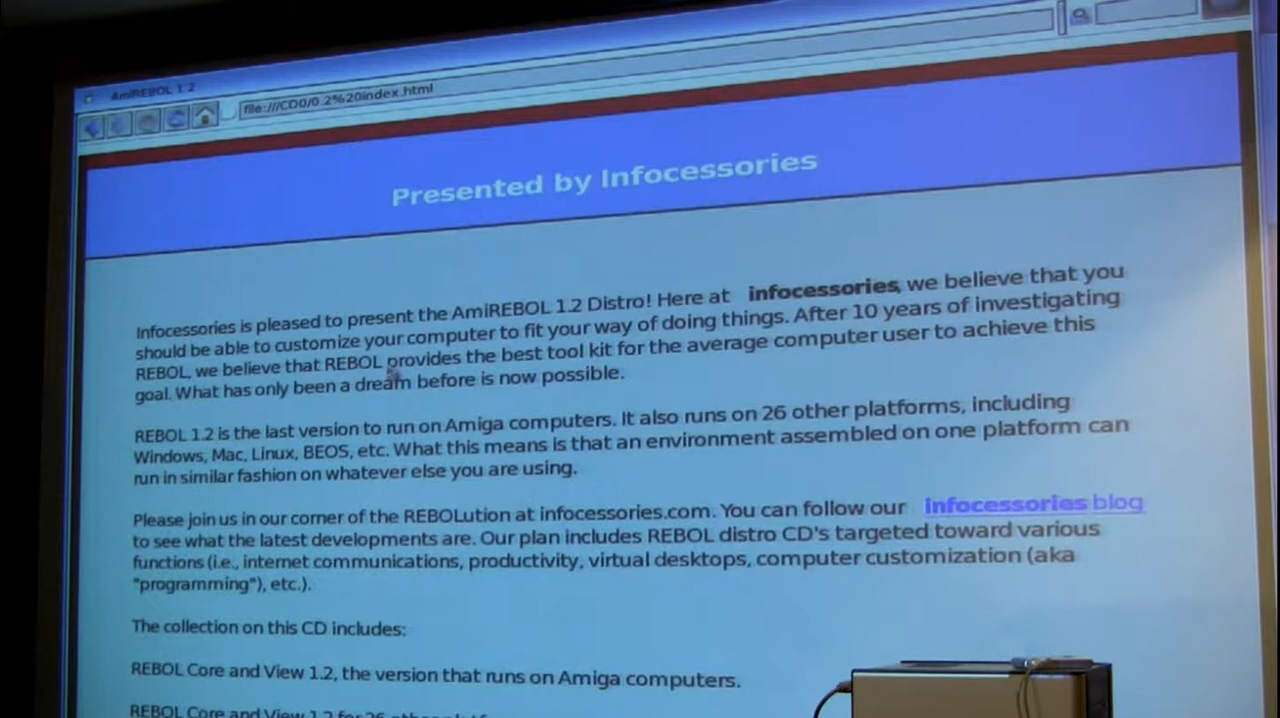 AmiREBOL 1.2
file:///CD0/0.2%20index.html
Presented by Infocessories
Infocessories is pleased to present the AmiREBOL 1.2 Distro! Here at infocessories, we believe that you
should be able to customize your computer to fit your way of doing things. After 10 years of investigating
REBOL, we believe that REBOL provides the best tool kit for the average computer user to achieve this
goal. What has only been a dream before is now possible.
REBOL 1.2 is the last version to run on Amiga computers. It also runs on 26 other platforms, including
Windows, Mac, Linux, BEOS, etc. What this means is that an environment assembled on one platform can
run in similar fashion on whatever else you are using.
Please join us in our corner of the REBOLution at infocessories.com. You can follow our infocessories blog
to see what the latest developments are. Our plan includes REBOL distro CD's targeted toward various
functions (i.e., internet communications, productivity, virtual desktops, computer customization (aka
"programming"), etc.).
The collection on this CD includes:
REBOL Core and View 1.2, the version that runs on Amiga computers.
REBOL Core and View 1.2 for 26 other